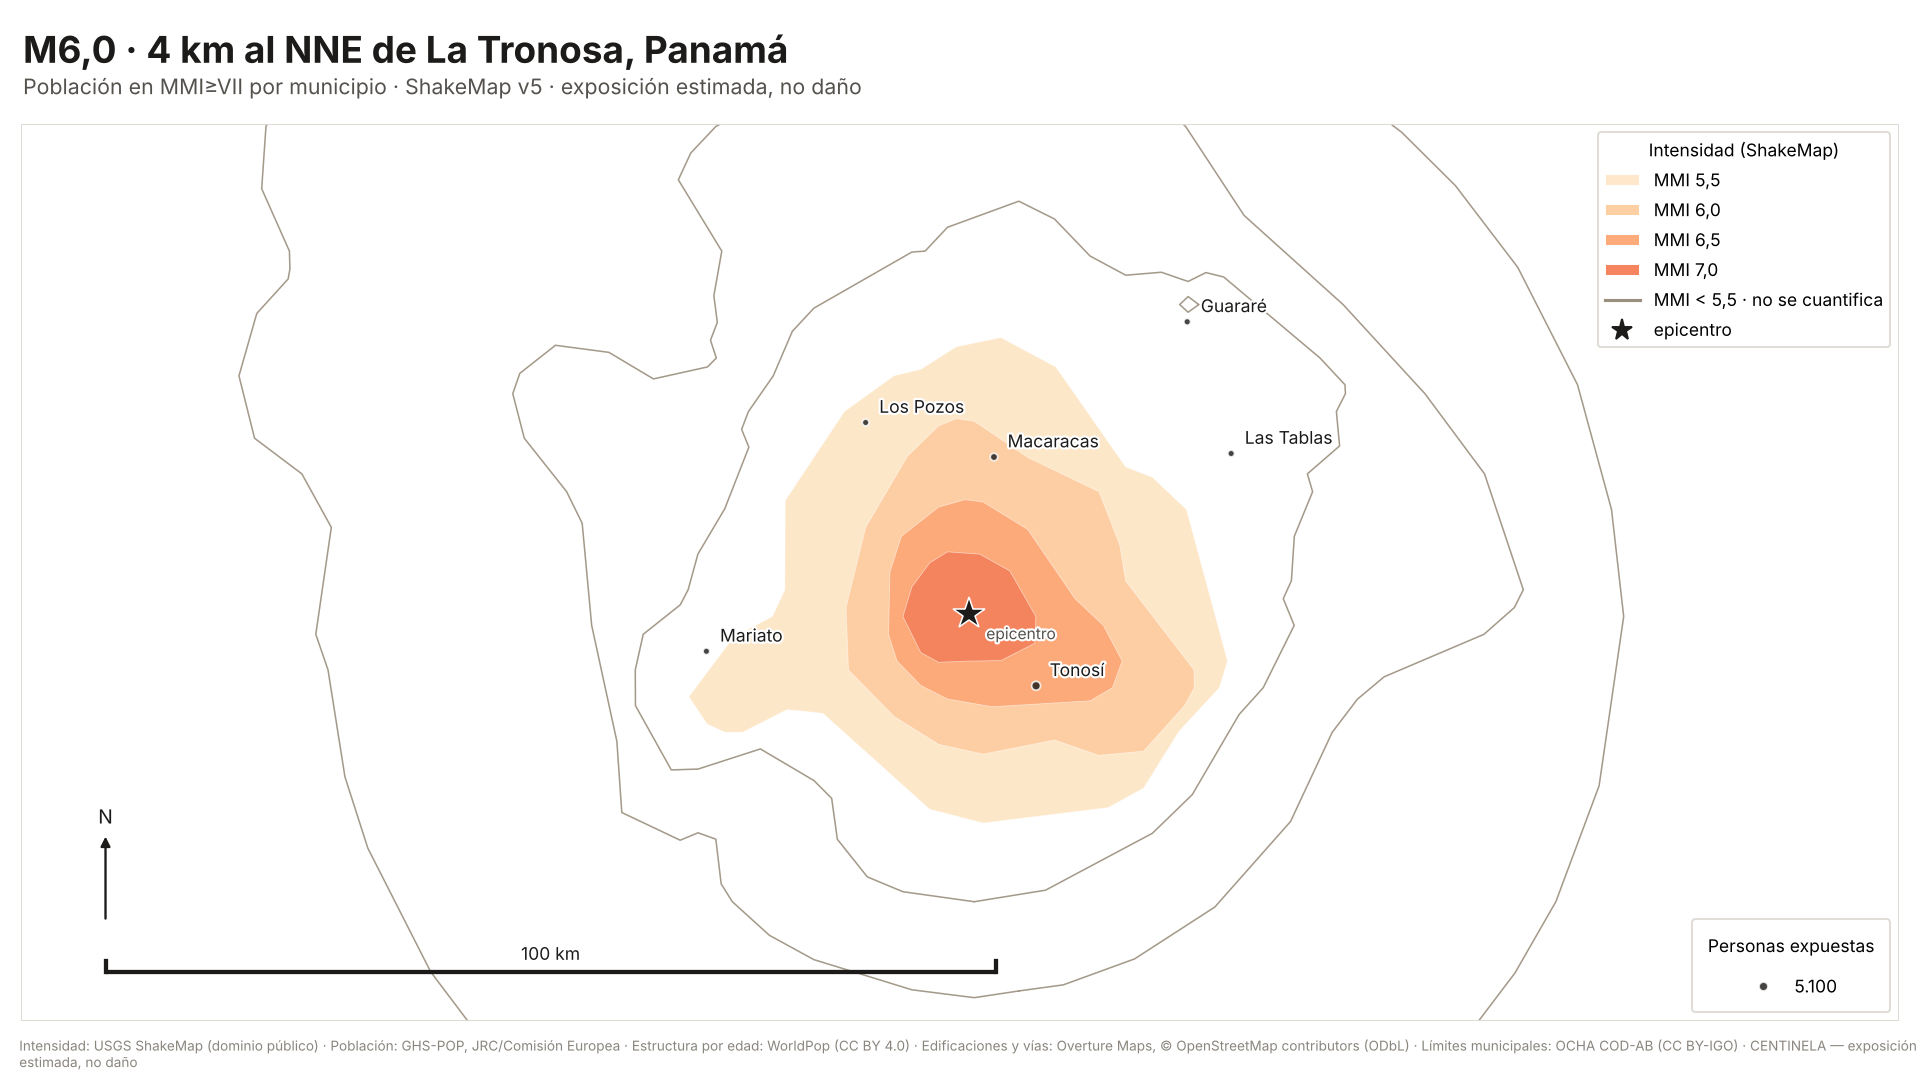 M6,0 · 4 km al NNE de La Tronosa, Panamá
Población en MMI≥VII por municipio · ShakeMap v5 · exposición estimada, no daño
Intensidad (ShakeMap)
MMI 5,5
MMI 6,0
MMI 6,5
MMI 7,0
MMI < 5,5 · no se cuantifica
epicentro
Guararé
Los Pozos
Macaracas
Las Tablas
Mariato
epicentro
Tonosí
N
100 km
Personas expuestas
5.100
Intensidad: USGS ShakeMap (dominio público) · Población: GHS-POP, JRC/Comisión Europea · Estructura por edad: WorldPop (CC BY 4.0) · Edificaciones y vías: Overture Maps, © OpenStreetMap contributors (ODbL) · Límites municipales: OCHA COD-AB (CC BY-IGO) · CENTINELA — exposición
estimada, no daño